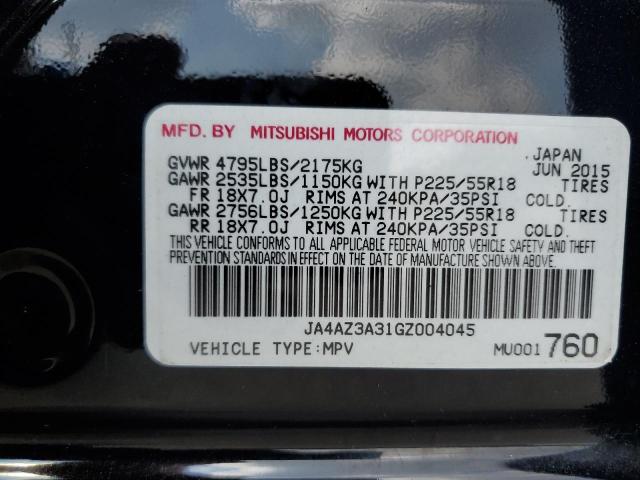 MFD. BY MITSUBISHI MOTORS CORPORATION
JAPAN
GVWR 4795LBS/2175KG JUN 2015
GAWR 2535LBS/1150KG WITH P225/55R18 TIRES
FR 18X7.0J RIMS AT 240KPA/35PSI COLD.
GAWR 2756LBS/1250KG WITH P225/55R18 TIRES
RR 18X7.0J RIMS AT 240KPA/35PSI COLD.
THIS VEHICLE CONFORMS TO ALL APPLICABLE FEDERAL MOTOR VEHICLE SAFETY AND THEFT
PREVENTION STANDARDS IN EFFECT ON THE DATE OF MANUFACTURE SHOWN ABOVE.
JA4AZ3A31GZ004045
VEHICLE TYPE:MPV MU001760